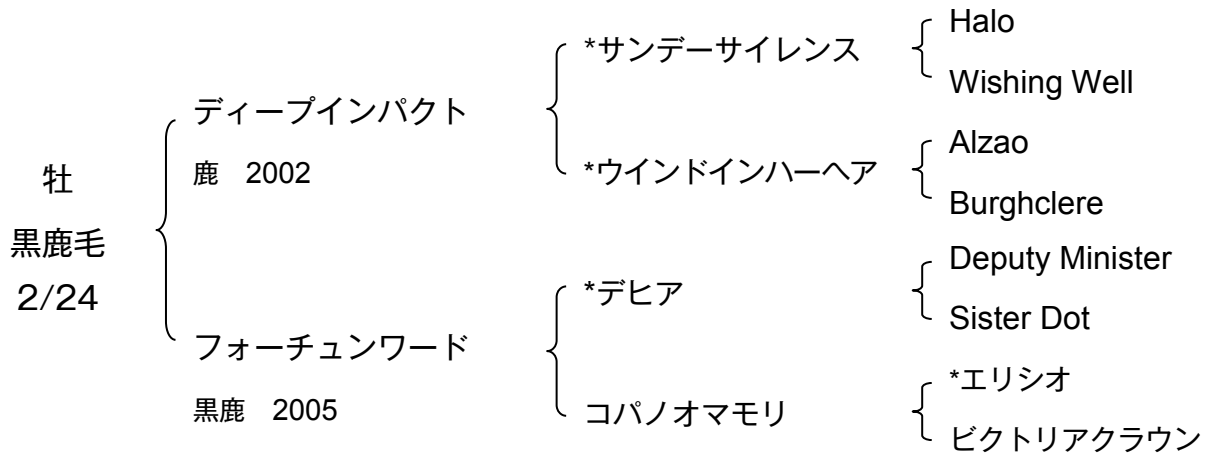 牡
黒鹿毛
2/24
ディープインパクト
鹿 2002
*サンデーサイレンス
Halo
Wishing Well
*ウインドインハーヘア
Alzao
Burghclere
フォーチュンワード
黒鹿 2005
*デヒア
Deputy Minister
Sister Dot
コパノオマモリ
*エリシオ
ビクトリアクラウン